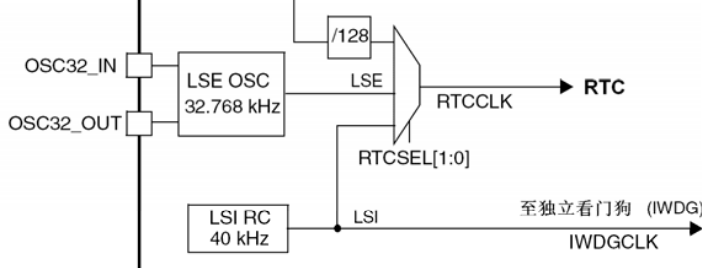 /128
OSC32_IN
LSE OSC
32.768 kHz
LSE
RTC
RTCCLK
OSC32_OUT
RTCSEL[1:0]
LSI RC
40 kHz
LSI
至独立看门狗 (IWDG)
IWDGCLK